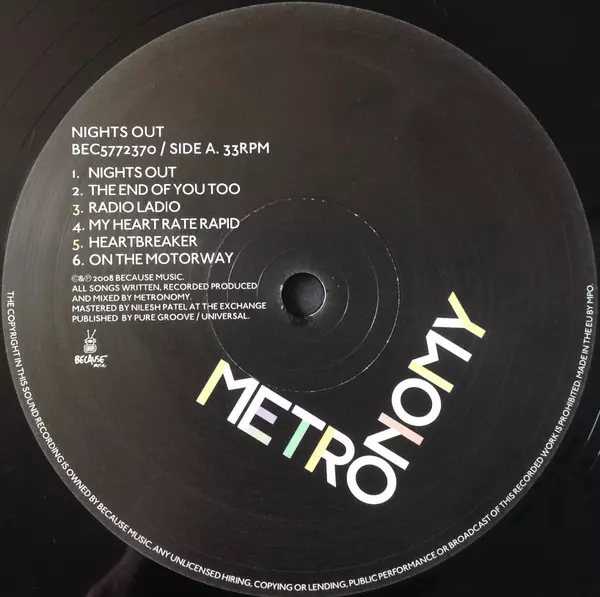 NIGHTS OUT
BEC5772370 / SIDE A. 33RPM
1. NIGHTS OUT
2. THE END OF YOU TOO
3. RADIO LADIO
4. MY HEART RATE RAPID
5. HEARTBREAKER
6. ON THE MOTORWAY
©&℗ 2008 BECAUSE MUSIC.
ALL SONGS WRITTEN, RECORDED PRODUCED
AND MIXED BY METRONOMY.
MASTERED BY NILESH PATEL AT THE EXCHANGE
PUBLISHED BY PURE GROOVE / UNIVERSAL.
BECAUSE
MUSIC
METRONOMY
THE COPYRIGHT IN THIS SOUND RECORDING IS OWNED BY BECAUSE MUSIC. ANY UNLICENSED HIRING, COPYING OR LENDING, PUBLIC PERFORMANCE OR BROADCAST OF THIS RECORDED WORK IS PROHIBITED. MADE IN THE EU BY MPO.